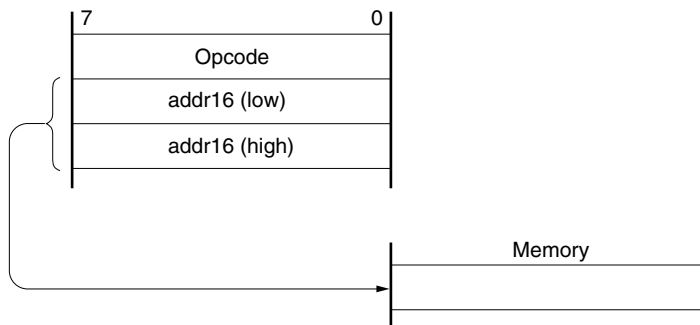 7 0
Opcode
addr16 (low)
addr16 (high)
Memory